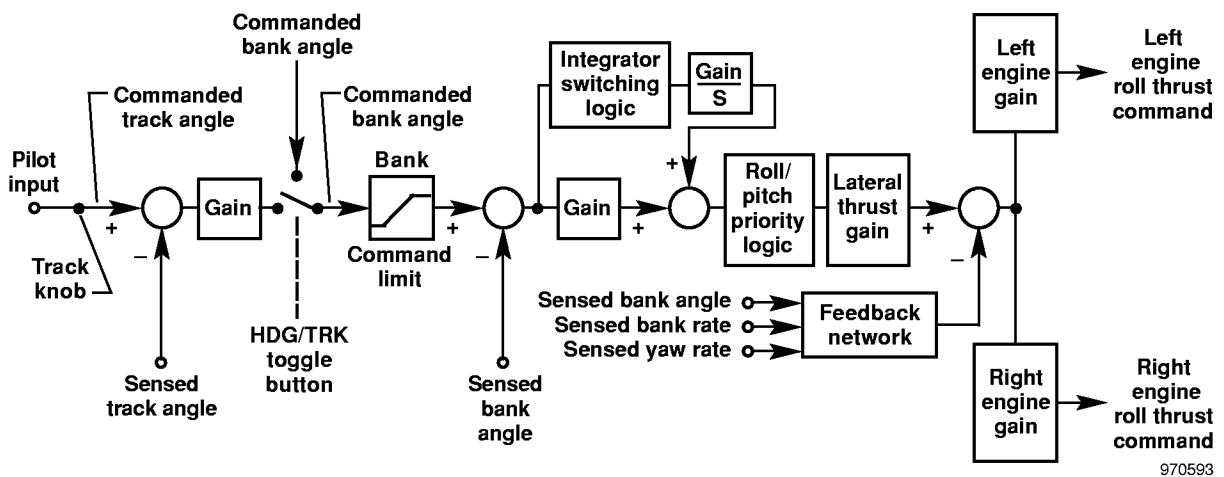 Commanded
bank angle
Commanded
track angle
Commanded
bank angle
Pilot
input
+
–
Gain
Track
knob
Sensed
track angle
HDG/TRK
toggle
button
Bank
Command
limit
+
–
Sensed
bank
angle
Integrator
switching
logic
Gain
S
Gain
+
+
Roll/
pitch
priority
logic
Lateral
thrust
gain
+
–
Sensed bank angle
Sensed bank rate
Sensed yaw rate
Feedback
network
Left
engine
gain
Left
engine
roll thrust
command
Right
engine
gain
Right
engine
roll thrust
command
970593